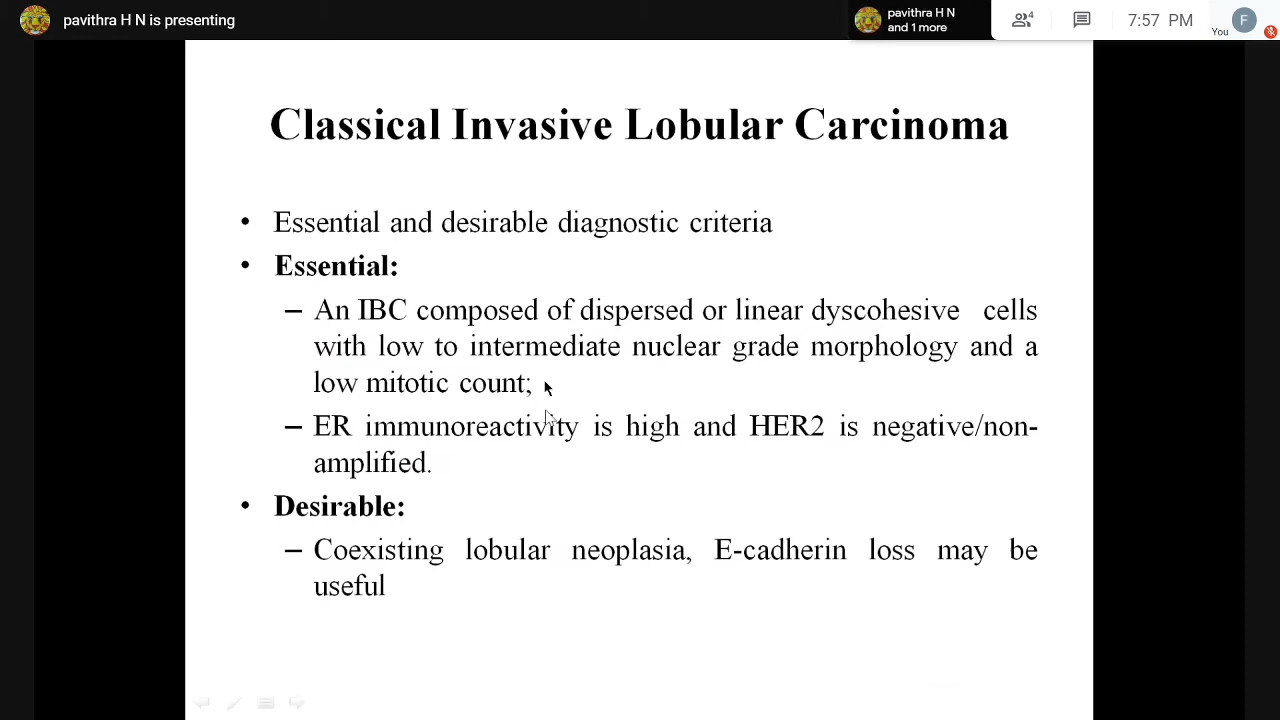 pavithra H N is presenting
pavithra H N
and 1 more
4
7:57 PM
You
F
Classical Invasive Lobular Carcinoma
• Essential and desirable diagnostic criteria
• Essential:
– An IBC composed of dispersed or linear dyscohesive cells
with low to intermediate nuclear grade morphology and a
low mitotic count;
– ER immunoreactivity is high and HER2 is negative/non-
amplified.
• Desirable:
– Coexisting lobular neoplasia, E-cadherin loss may be
useful